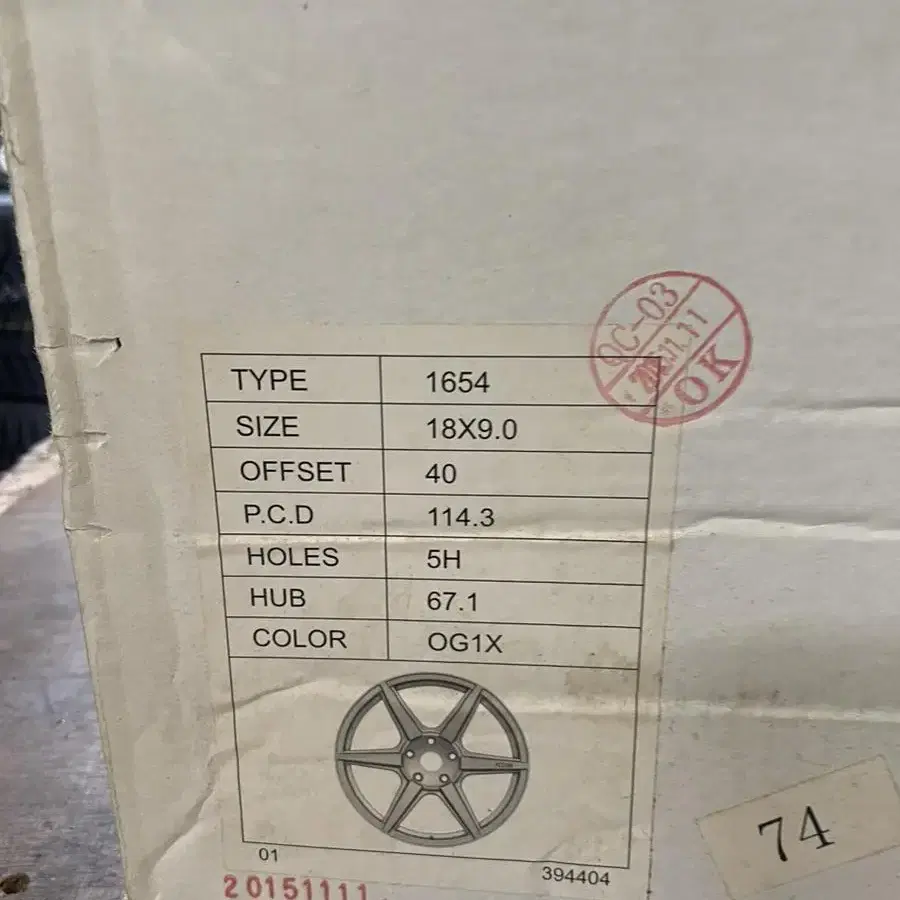 QC-03
OK
TYPE 1654
SIZE 18X9.0
OFFSET 40
P.C.D 114.3
HOLES 5H
HUB 67.1
COLOR OG1X
01
394404
20151111
74